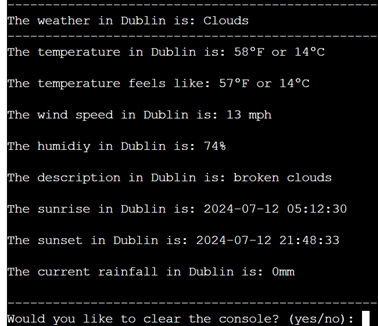 The weather in Dublin is: Clouds
The temperature in Dublin is: 58°F or 14°C
The temperature feels like: 57°F or 14°C
The wind speed in Dublin is: 13 mph
The humidiy in Dublin is: 74%
The description in Dublin is: broken clouds
The sunrise in Dublin is: 2024-07-12 05:12:30
The sunset in Dublin is: 2024-07-12 21:48:33
The current rainfall in Dublin is: 0mm
Would you like to clear the console? (yes/no):